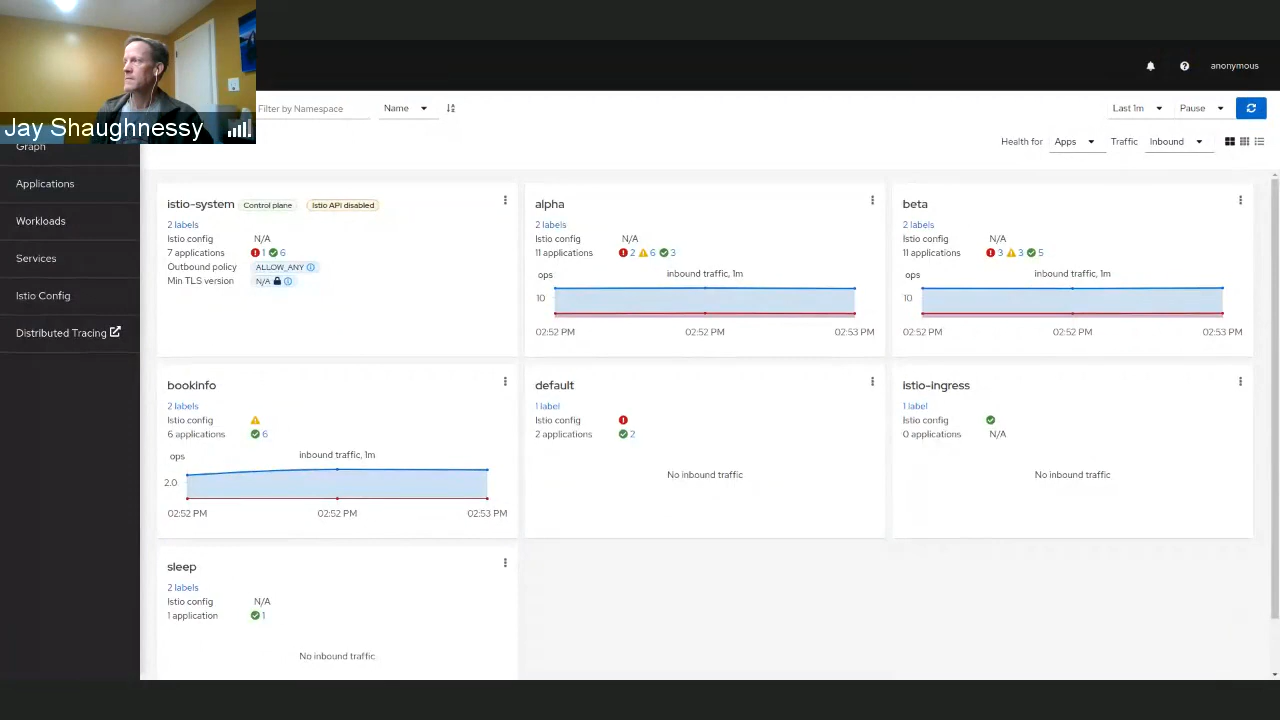 Jay Shaughnessy
anonymous
Filter by Namespace
Name
Last 1m
Pause
Health for
Apps
Traffic
Inbound
Graph
Applications
Workloads
Services
Istio Config
Distributed Tracing
istio-system Control plane Istio API disabled
2 labels
Istio config N/A
7 applications 1 6
Outbound policy ALLOW_ANY
Min TLS version N/A
alpha
2 labels
Istio config N/A
11 applications 2 6 3
ops inbound traffic, 1m
10
02:52 PM 02:52 PM 02:53 PM
beta
2 labels
Istio config N/A
11 applications 3 3 5
ops inbound traffic, 1m
10
02:52 PM 02:52 PM 02:53 PM
bookinfo
2 labels
Istio config
6 applications 6
ops inbound traffic, 1m
2.0
02:52 PM 02:52 PM 02:53 PM
default
1 label
Istio config
2 applications 2
No inbound traffic
istio-ingress
1 label
Istio config
0 applications N/A
No inbound traffic
sleep
2 labels
Istio config N/A
1 application 1
No inbound traffic